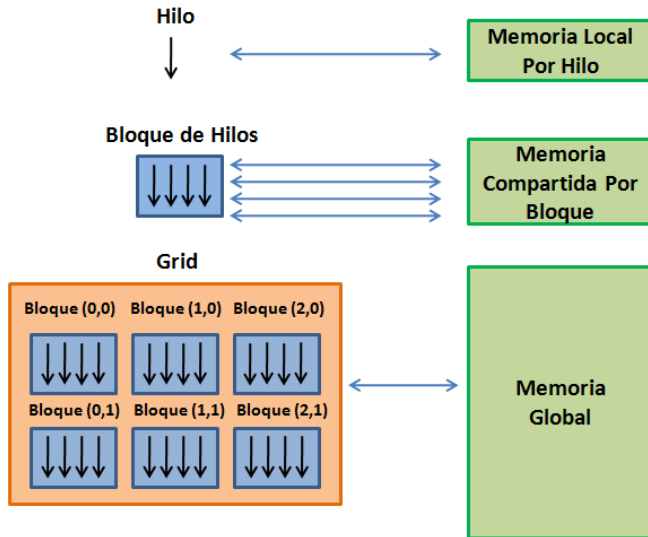 Hilo
Memoria Local
Por Hilo
Bloque de Hilos
Memoria
Compartida Por
Bloque
Grid
Bloque (0,0) Bloque (1,0) Bloque (2,0)
Bloque (0,1) Bloque (1,1) Bloque (2,1)
Memoria
Global